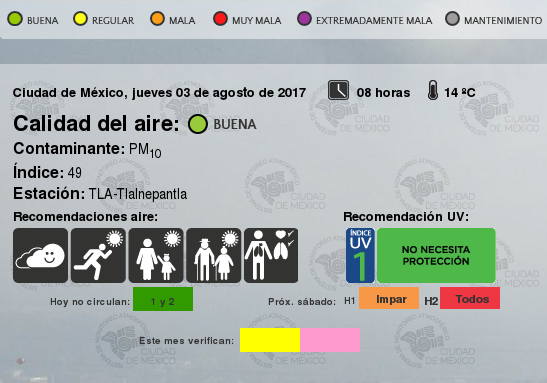 BUENA REGULAR MALA MUY MALA EXTREMADAMENTE MALA MANTENIMIENTO
Ciudad de México, jueves 03 de agosto de 2017 08 horas 14 ºC
Calidad del aire: BUENA
Contaminante: PM10
Índice: 49
Estación: TLA-Tlalnepantla
Recomendaciones aire: Recomendación UV:
ÍNDICE UV 1 NO NECESITA PROTECCIÓN
Hoy no circulan: 1 y 2 Próx. sábado: H1 Impar H2 Todos
Este mes verifican: